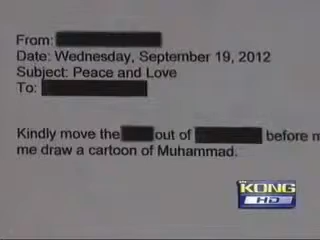 From:
Date: Wednesday, September 19, 2012
Subject: Peace and Love
To:
Kindly move the out of before
me draw a cartoon of Muhammad.
KONG
HD